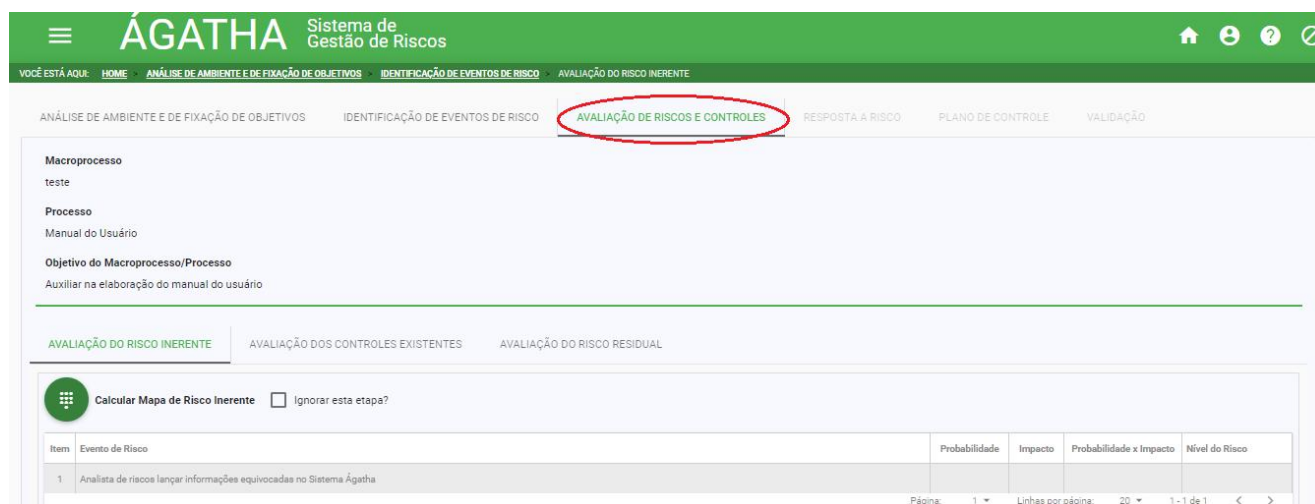 ÁGATHA Sistema de
Gestão de Riscos
VOCÊ ESTÁ AQUI: HOME > ANÁLISE DE AMBIENTE E DE FIXAÇÃO DE OBJETIVOS > IDENTIFICAÇÃO DE EVENTOS DE RISCO > AVALIAÇÃO DO RISCO INERENTE
ANÁLISE DE AMBIENTE E DE FIXAÇÃO DE OBJETIVOS IDENTIFICAÇÃO DE EVENTOS DE RISCO AVALIAÇÃO DE RISCOS E CONTROLES RESPOSTA A RISCO PLANO DE CONTROLE VALIDAÇÃO
Macroprocesso
teste
Processo
Manual do Usuário
Objetivo do Macroprocesso/Processo
Auxiliar na elaboração do manual do usuário
AVALIAÇÃO DO RISCO INERENTE AVALIAÇÃO DOS CONTROLES EXISTENTES AVALIAÇÃO DO RISCO RESIDUAL
Calcular Mapa de Risco Inerente Ignorar esta etapa?
Item Evento de Risco Probabilidade Impacto Probabilidade x Impacto Nível do Risco
1 Analista de riscos lançar informações equivocadas no Sistema Ágatha
Página: 1 Linhas por página: 20 1 - 1 de 1 < >